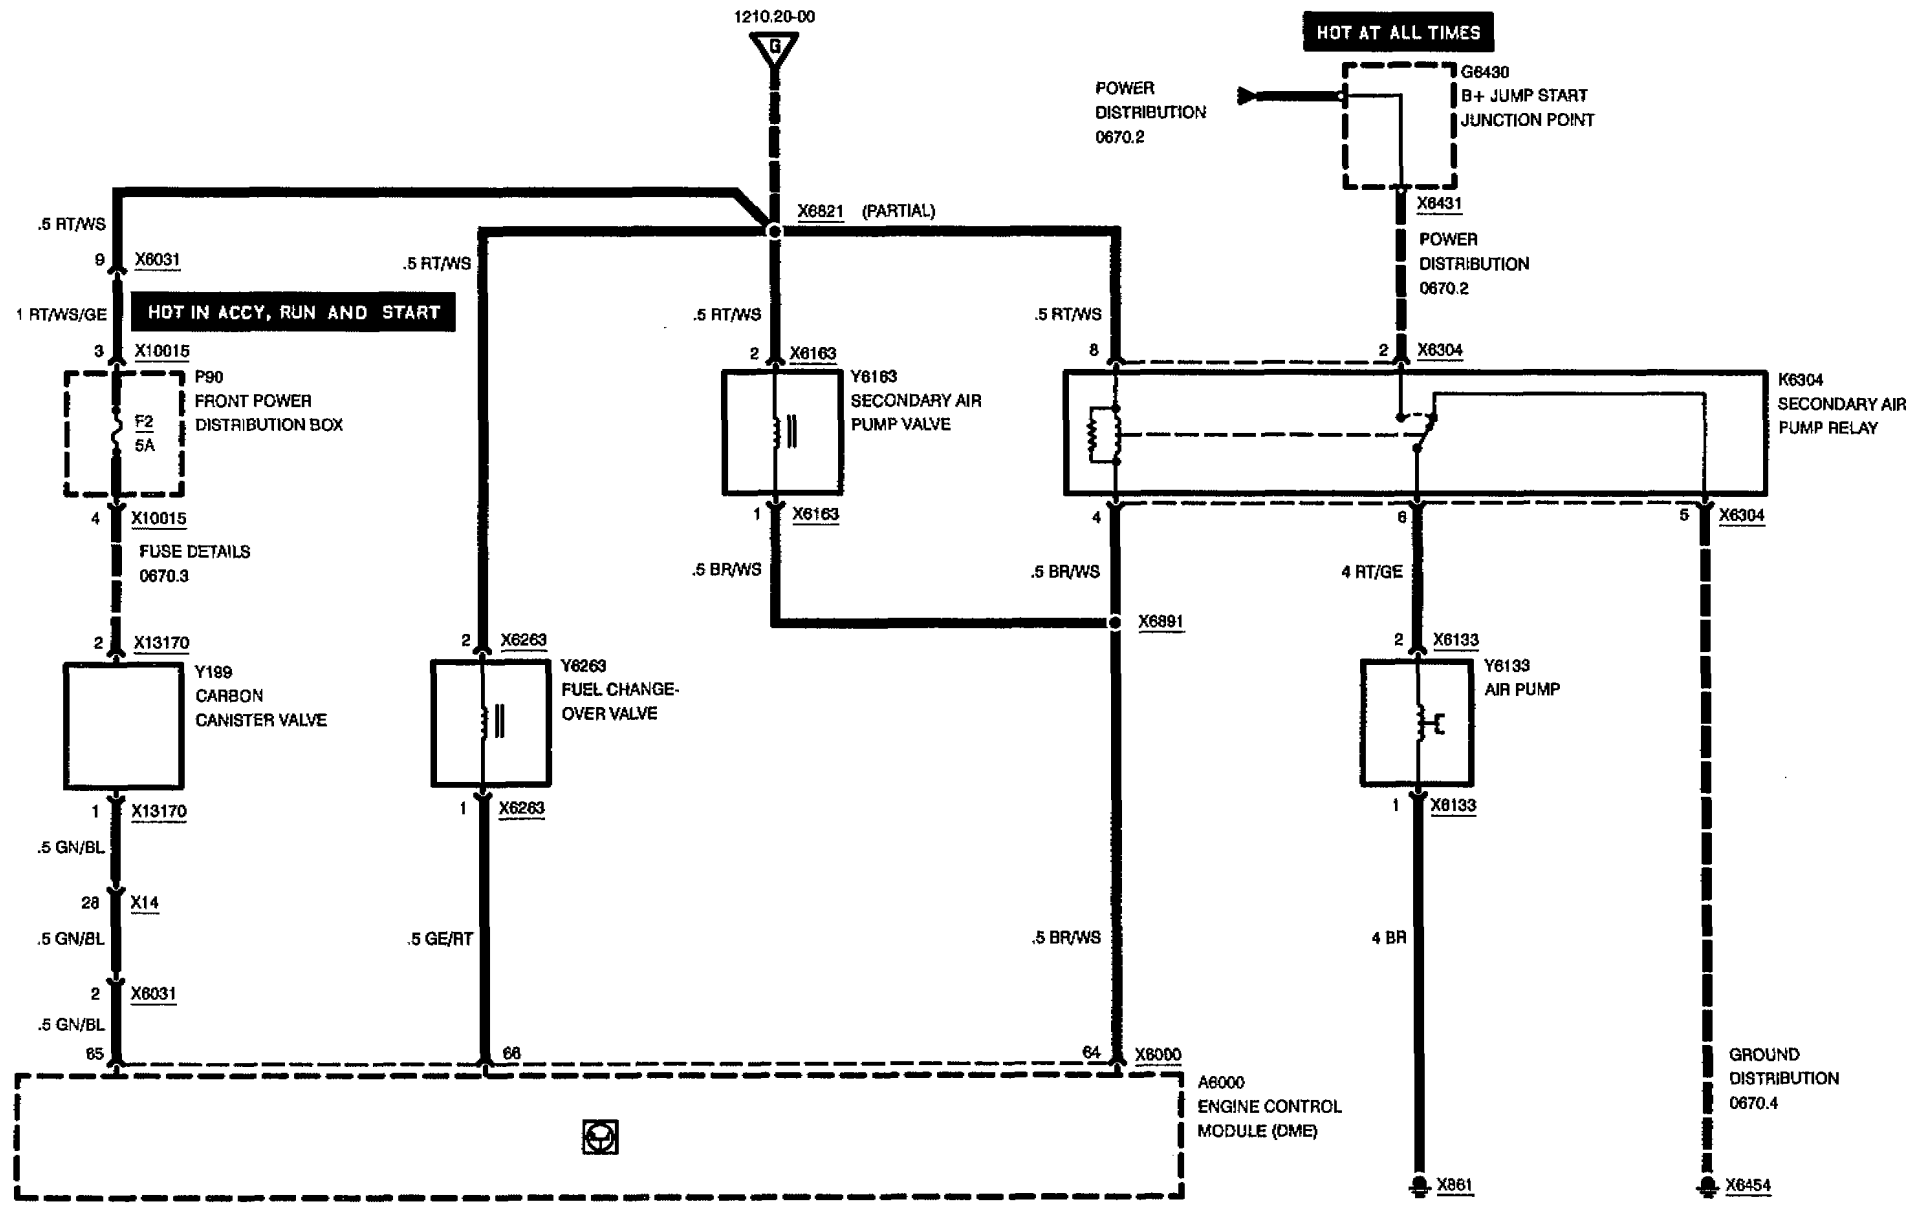 1210.20-00
G
HOT AT ALL TIMES
POWER
DISTRIBUTION
0670.2
G6430
B+ JUMP START
JUNCTION POINT
X6431
POWER
DISTRIBUTION
0670.2
X6821 (PARTIAL)
.5 RT/WS
9 X6031
1 RT/WS/GE
HOT IN ACCY, RUN AND START
.5 RT/WS
.5 RT/WS
.5 RT/WS
3 X10015
P90
FRONT POWER
DISTRIBUTION BOX
F2
5A
4 X10015
FUSE DETAILS
0670.3
2 X6163
Y6163
SECONDARY AIR
PUMP VALVE
1 X6163
8
2 X6304
K6304
SECONDARY AIR
PUMP RELAY
4
6
5 X6304
.5 BR/WS
.5 BR/WS
4 RT/GE
X6891
2 X13170
Y199
CARBON
CANISTER VALVE
1 X13170
2 X6263
Y6263
FUEL CHANGE-
OVER VALVE
1 X6263
2 X6133
Y6133
AIR PUMP
1 X6133
.5 GN/BL
28 X14
.5 GN/BL
2 X6031
.5 GN/BL
.5 GE/RT
.5 BR/WS
4 BR
65
66
64 X6000
A6000
ENGINE CONTROL
MODULE (DME)
GROUND
DISTRIBUTION
0670.4
X861
X6454